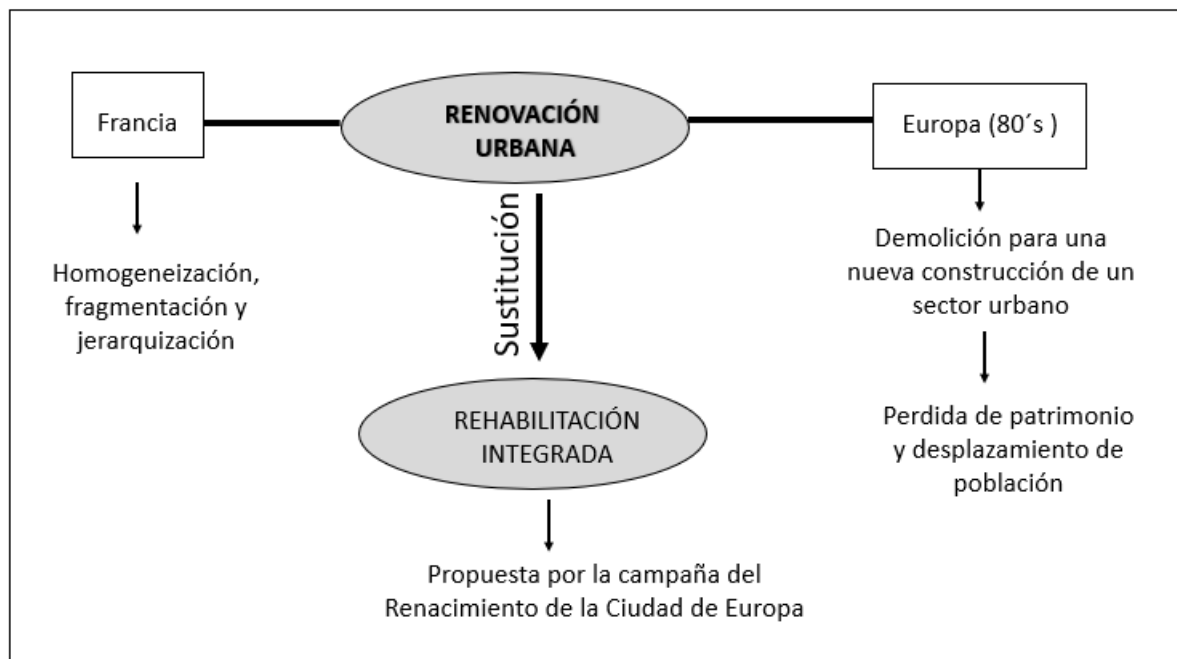 Francia
RENOVACIÓN
URBANA
Europa (80´s )
Homogeneización,
fragmentación y
jerarquización
Sustitución
Demolición para una
nueva construcción de un
sector urbano
REHABILITACIÓN
INTEGRADA
Perdida de patrimonio
y desplazamiento de
población
Propuesta por la campaña del
Renacimiento de la Ciudad de Europa